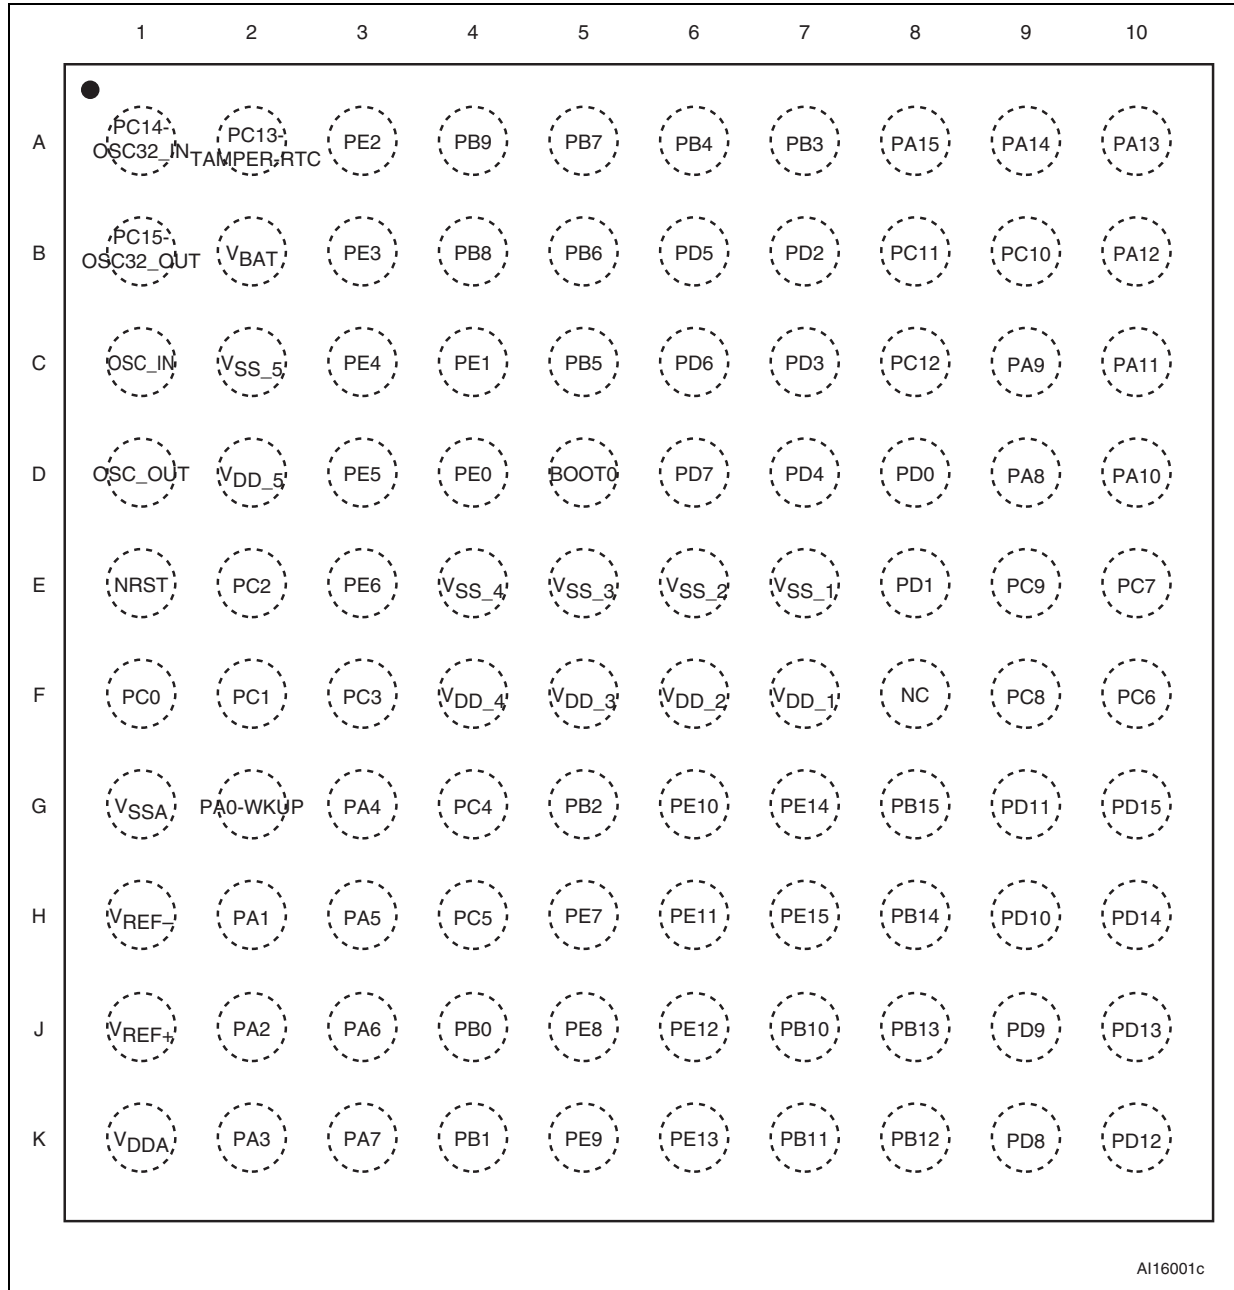 1 2 3 4 5 6 7 8 9 10
A PC14-OSC32_IN PC13-TAMPER-RTC PE2 PB9 PB7 PB4 PB3 PA15 PA14 PA13
B PC15-OSC32_OUT VBAT PE3 PB8 PB6 PD5 PD2 PC11 PC10 PA12
C OSC_IN VSS_5 PE4 PE1 PB5 PD6 PD3 PC12 PA9 PA11
D OSC_OUT VDD_5 PE5 PE0 BOOT0 PD7 PD4 PD0 PA8 PA10
E NRST PC2 PE6 VSS_4 VSS_3 VSS_2 VSS_1 PD1 PC9 PC7
F PC0 PC1 PC3 VDD_4 VDD_3 VDD_2 VDD_1 NC PC8 PC6
G VSSA PA0-WKUP PA4 PC4 PB2 PE10 PE14 PB15 PD11 PD15
H VREF– PA1 PA5 PC5 PE7 PE11 PE15 PB14 PD10 PD14
J VREF+ PA2 PA6 PB0 PE8 PE12 PB10 PB13 PD9 PD13
K VDDA PA3 PA7 PB1 PE9 PE13 PB11 PB12 PD8 PD12
AI16001c